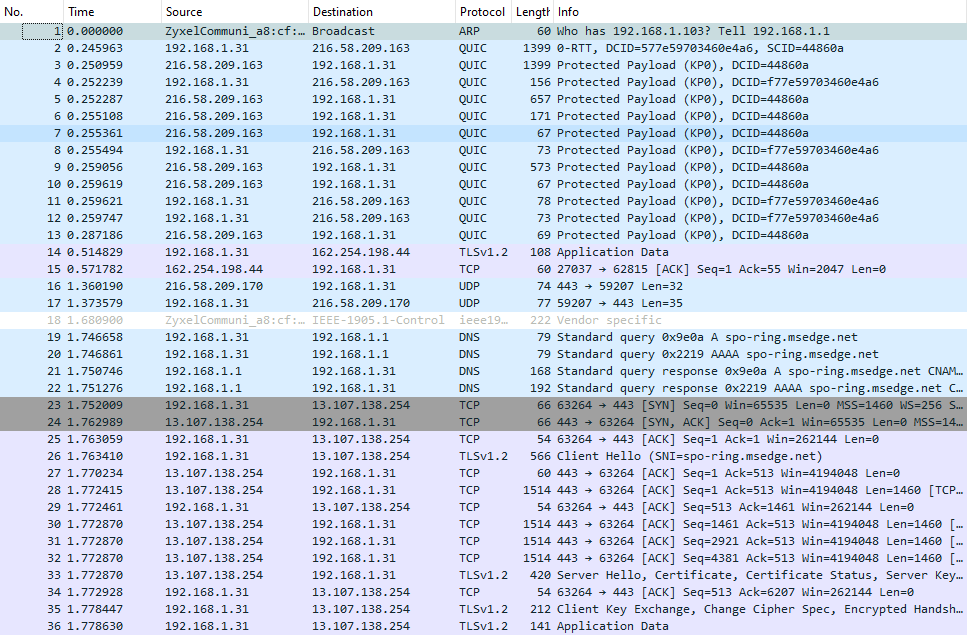 No. Time Source Destination Protocol Length Info
1 0.000000 ZyxelCommuni_a8:cf:… Broadcast ARP 60 Who has 192.168.1.103? Tell 192.168.1.1
2 0.245963 192.168.1.31 216.58.209.163 QUIC 1399 0-RTT, DCID=577e59703460e4a6, SCID=44860a
3 0.250959 216.58.209.163 192.168.1.31 QUIC 1399 Protected Payload (KP0), DCID=44860a
4 0.252239 192.168.1.31 216.58.209.163 QUIC 156 Protected Payload (KP0), DCID=f77e59703460e4a6
5 0.252287 216.58.209.163 192.168.1.31 QUIC 657 Protected Payload (KP0), DCID=44860a
6 0.255108 216.58.209.163 192.168.1.31 QUIC 171 Protected Payload (KP0), DCID=44860a
7 0.255361 216.58.209.163 192.168.1.31 QUIC 67 Protected Payload (KP0), DCID=44860a
8 0.255494 192.168.1.31 216.58.209.163 QUIC 73 Protected Payload (KP0), DCID=f77e59703460e4a6
9 0.259056 216.58.209.163 192.168.1.31 QUIC 573 Protected Payload (KP0), DCID=44860a
10 0.259619 216.58.209.163 192.168.1.31 QUIC 67 Protected Payload (KP0), DCID=44860a
11 0.259621 192.168.1.31 216.58.209.163 QUIC 78 Protected Payload (KP0), DCID=f77e59703460e4a6
12 0.259747 192.168.1.31 216.58.209.163 QUIC 73 Protected Payload (KP0), DCID=f77e59703460e4a6
13 0.287186 216.58.209.163 192.168.1.31 QUIC 69 Protected Payload (KP0), DCID=44860a
14 0.514829 192.168.1.31 162.254.198.44 TLSv1.2 108 Application Data
15 0.571782 162.254.198.44 192.168.1.31 TCP 60 27037 → 62815 [ACK] Seq=1 Ack=55 Win=2047 Len=0
16 1.360190 216.58.209.170 192.168.1.31 UDP 74 443 → 59207 Len=32
17 1.373579 192.168.1.31 216.58.209.170 UDP 77 59207 → 443 Len=35
18 1.680900 ZyxelCommuni_a8:cf:… IEEE-1905.1-Control ieee19… 222 Vendor specific
19 1.746658 192.168.1.31 192.168.1.1 DNS 79 Standard query 0x9e0a A spo-ring.msedge.net
20 1.746861 192.168.1.31 192.168.1.1 DNS 79 Standard query 0x2219 AAAA spo-ring.msedge.net
21 1.750746 192.168.1.1 192.168.1.31 DNS 168 Standard query response 0x9e0a A spo-ring.msedge.net CNAM…
22 1.751276 192.168.1.1 192.168.1.31 DNS 192 Standard query response 0x2219 AAAA spo-ring.msedge.net C…
23 1.752009 192.168.1.31 13.107.138.254 TCP 66 63264 → 443 [SYN] Seq=0 Win=65535 Len=0 MSS=1460 WS=256 S…
24 1.762989 13.107.138.254 192.168.1.31 TCP 66 443 → 63264 [SYN, ACK] Seq=0 Ack=1 Win=65535 Len=0 MSS=14…
25 1.763059 192.168.1.31 13.107.138.254 TCP 54 63264 → 443 [ACK] Seq=1 Ack=1 Win=262144 Len=0
26 1.763410 192.168.1.31 13.107.138.254 TLSv1.2 566 Client Hello (SNI=spo-ring.msedge.net)
27 1.770234 13.107.138.254 192.168.1.31 TCP 60 443 → 63264 [ACK] Seq=1 Ack=513 Win=4194048 Len=0
28 1.772415 13.107.138.254 192.168.1.31 TCP 1514 443 → 63264 [ACK] Seq=1 Ack=513 Win=4194048 Len=1460 [TCP…
29 1.772461 192.168.1.31 13.107.138.254 TCP 54 63264 → 443 [ACK] Seq=513 Ack=1461 Win=262144 Len=0
30 1.772870 13.107.138.254 192.168.1.31 TCP 1514 443 → 63264 [ACK] Seq=1461 Ack=513 Win=4194048 Len=1460 […
31 1.772870 13.107.138.254 192.168.1.31 TCP 1514 443 → 63264 [ACK] Seq=2921 Ack=513 Win=4194048 Len=1460 […
32 1.772870 13.107.138.254 192.168.1.31 TCP 1514 443 → 63264 [ACK] Seq=4381 Ack=513 Win=4194048 Len=1460 […
33 1.772870 13.107.138.254 192.168.1.31 TLSv1.2 420 Server Hello, Certificate, Certificate Status, Server Key…
34 1.772928 192.168.1.31 13.107.138.254 TCP 54 63264 → 443 [ACK] Seq=513 Ack=6207 Win=262144 Len=0
35 1.778447 192.168.1.31 13.107.138.254 TLSv1.2 212 Client Key Exchange, Change Cipher Spec, Encrypted Handsh…
36 1.778630 192.168.1.31 13.107.138.254 TLSv1.2 141 Application Data